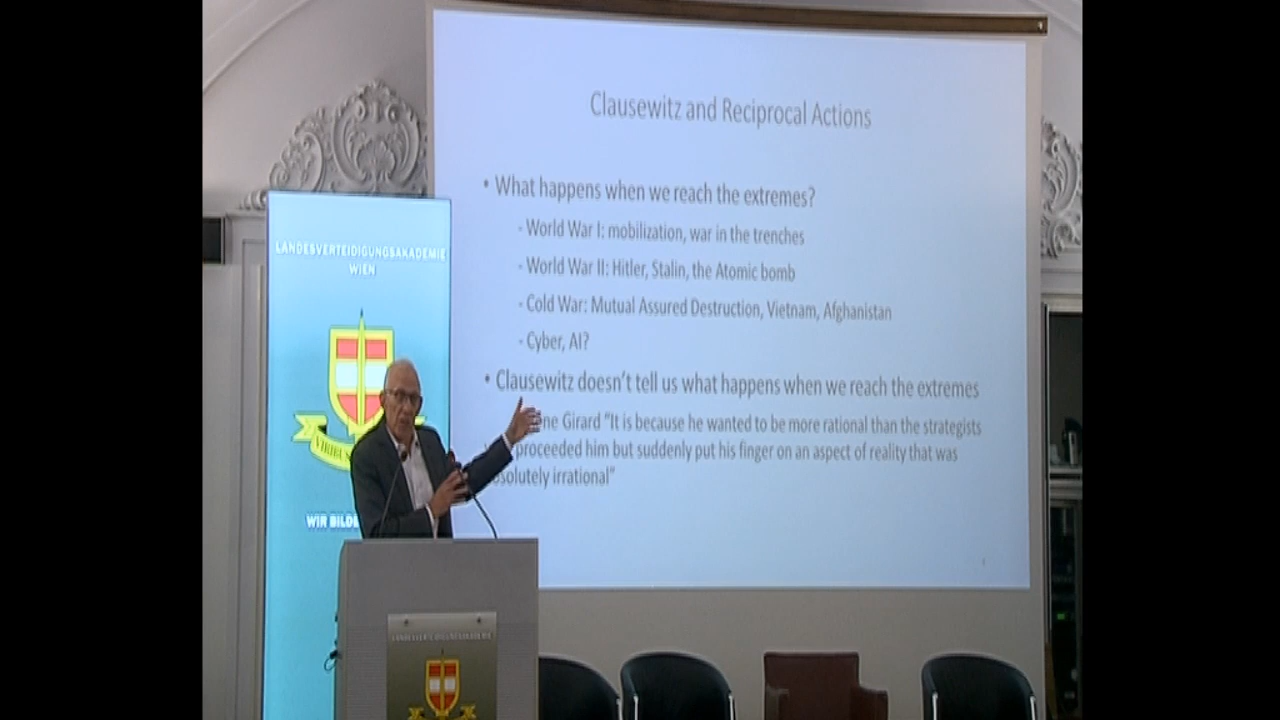 Clausewitz and Reciprocal Actions
• What happens when we reach the extremes?
- World War I: mobilization, war in the trenches
- World War II: Hitler, Stalin, the Atomic bomb
- Cold War: Mutual Assured Destruction, Vietnam, Afghanistan
- Cyber, AI?
• Clausewitz doesn't tell us what happens when we reach the extremes
Girard "It is because he wanted to be more rational than the strategists
proceeded him but suddenly put his finger on an aspect of reality that was
irrational"
LANDESVERTEIDIGUNGSAKADEMIE
WIEN
WIR
LANDESVERTEIDIGUNGSAKADEMIE